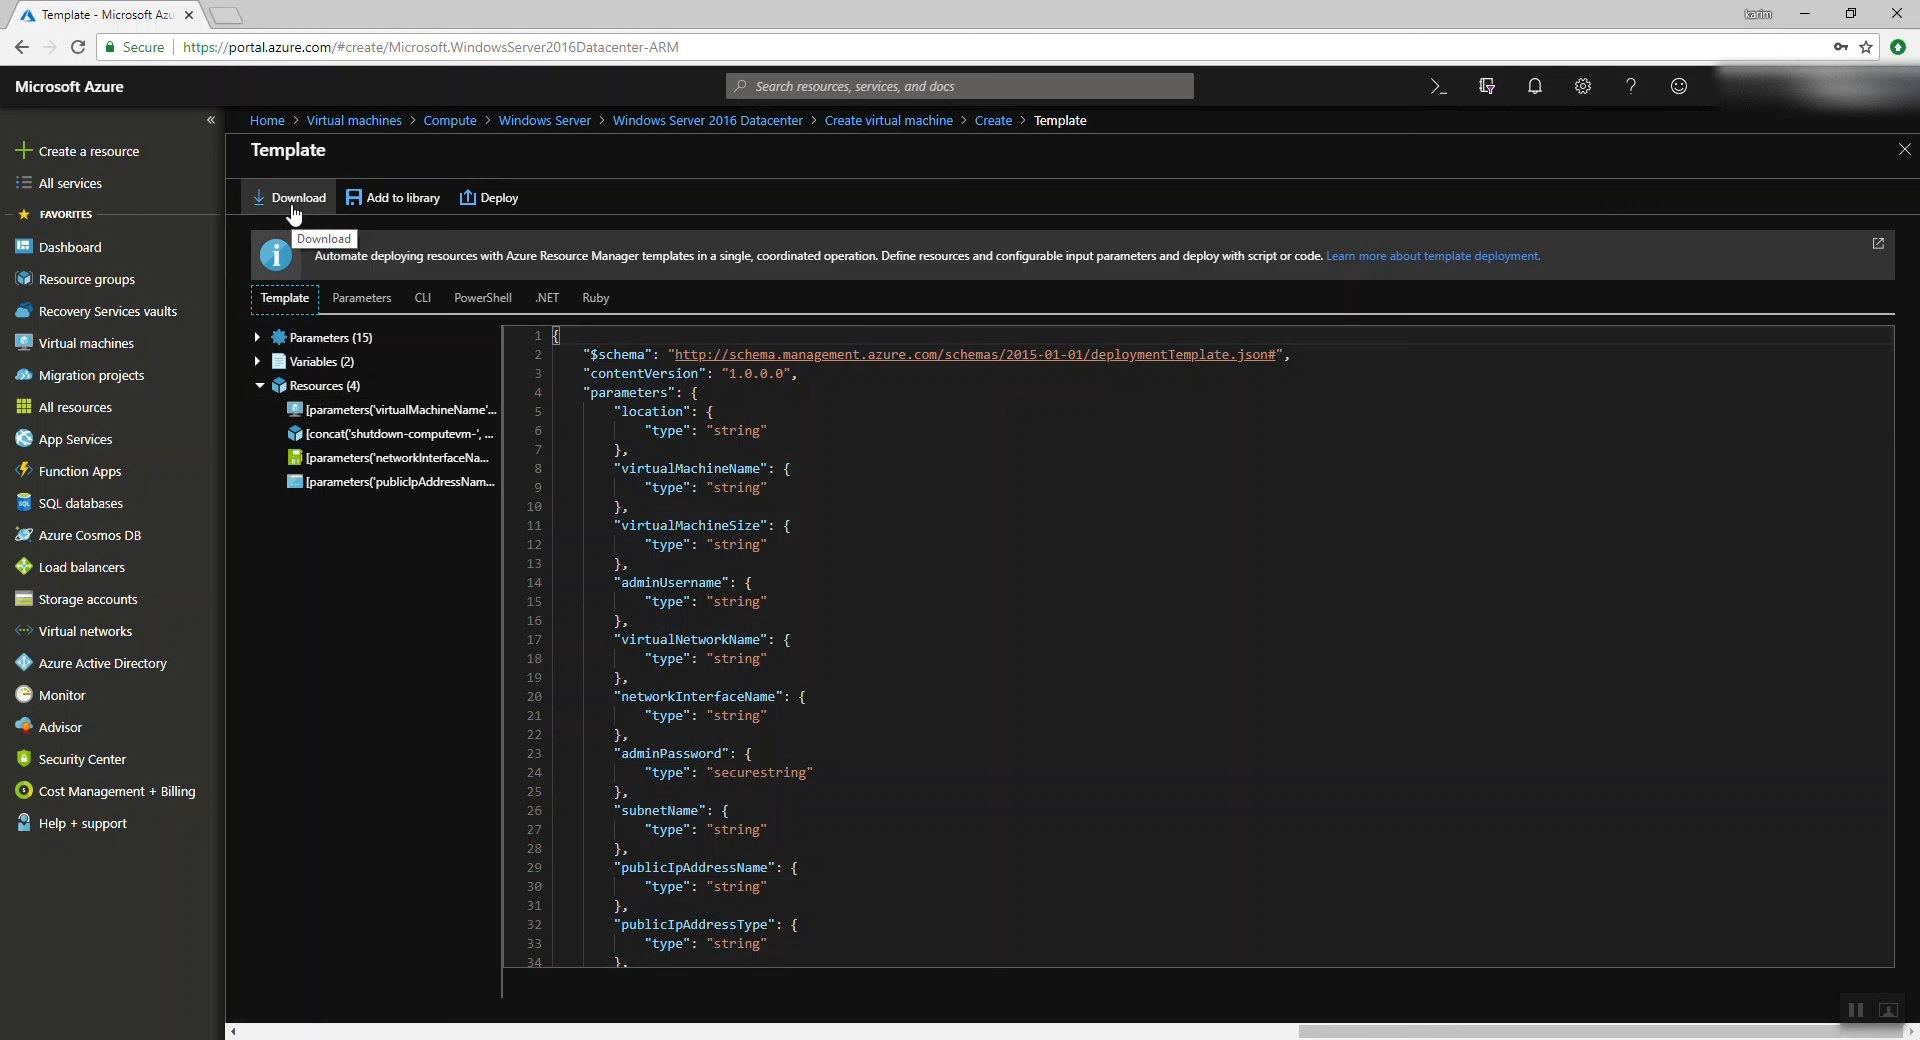 Template - Microsoft Azu
karim
Secure
https://portal.azure.com/#create/Microsoft.WindowsServer2016Datacenter-ARM
Microsoft Azure
Search resources, services, and docs
Home > Virtual machines > Compute > Windows Server > Windows Server 2016 Datacenter > Create virtual machine > Create > Template
Template
Create a resource
All services
FAVORITES
Dashboard
Resource groups
Recovery Services vaults
Virtual machines
Migration projects
All resources
App Services
Function Apps
SQL databases
Azure Cosmos DB
Load balancers
Storage accounts
Virtual networks
Azure Active Directory
Monitor
Advisor
Security Center
Cost Management + Billing
Help + support
Download Add to library Deploy
Download
Automate deploying resources with Azure Resource Manager templates in a single, coordinated operation. Define resources and configurable input parameters and deploy with script or code. Learn more about template deployment.
Template Parameters CLI PowerShell .NET Ruby
Parameters (15)
Variables (2)
Resources (4)
[parameters('virtualMachineName'...
[concat('shutdown-computevm-', ...
[parameters('networkInterfaceNa...
[parameters('publicIpAddressNam...
1 {
2 "$schema": "http://schema.management.azure.com/schemas/2015-01-01/deploymentTemplate.json#",
3 "contentVersion": "1.0.0.0",
4 "parameters": {
5 "location": {
6 "type": "string"
7 },
8 "virtualMachineName": {
9 "type": "string"
10 },
11 "virtualMachineSize": {
12 "type": "string"
13 },
14 "adminUsername": {
15 "type": "string"
16 },
17 "virtualNetworkName": {
18 "type": "string"
19 },
20 "networkInterfaceName": {
21 "type": "string"
22 },
23 "adminPassword": {
24 "type": "securestring"
25 },
26 "subnetName": {
27 "type": "string"
28 },
29 "publicIpAddressName": {
30 "type": "string"
31 },
32 "publicIpAddressType": {
33 "type": "string"
34 },